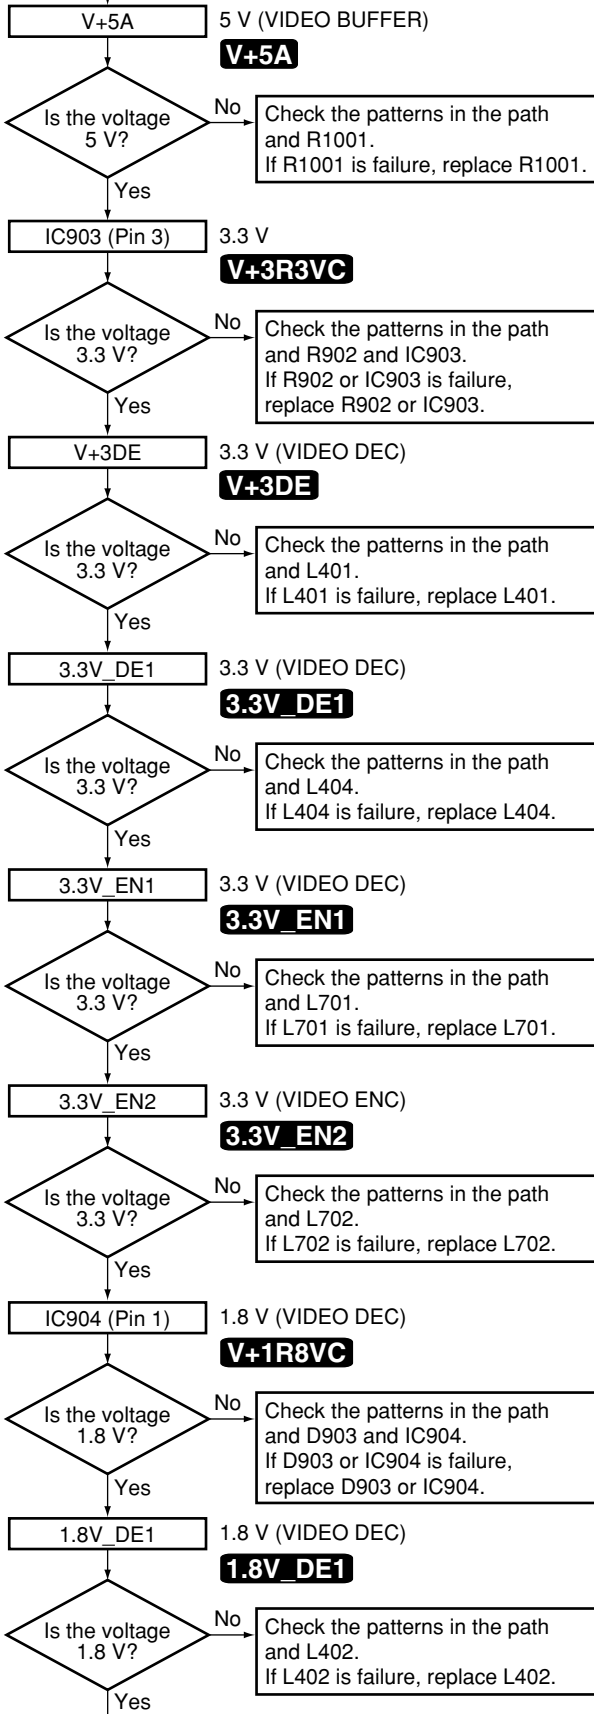 V+5A
5 V (VIDEO BUFFER)
V+5A
Is the voltage
5 V?
No
Check the patterns in the path
and R1001.
If R1001 is failure, replace R1001.
Yes
IC903 (Pin 3)
3.3 V
V+3R3VC
Is the voltage
3.3 V?
No
Check the patterns in the path
and R902 and IC903.
If R902 or IC903 is failure,
replace R902 or IC903.
Yes
V+3DE
3.3 V (VIDEO DEC)
V+3DE
Is the voltage
3.3 V?
No
Check the patterns in the path
and L401.
If L401 is failure, replace L401.
Yes
3.3V_DE1
3.3 V (VIDEO DEC)
3.3V_DE1
Is the voltage
3.3 V?
No
Check the patterns in the path
and L404.
If L404 is failure, replace L404.
Yes
3.3V_EN1
3.3 V (VIDEO DEC)
3.3V_EN1
Is the voltage
3.3 V?
No
Check the patterns in the path
and L701.
If L701 is failure, replace L701.
Yes
3.3V_EN2
3.3 V (VIDEO ENC)
3.3V_EN2
Is the voltage
3.3 V?
No
Check the patterns in the path
and L702.
If L702 is failure, replace L702.
Yes
IC904 (Pin 1)
1.8 V (VIDEO DEC)
V+1R8VC
Is the voltage
1.8 V?
No
Check the patterns in the path
and D903 and IC904.
If D903 or IC904 is failure,
replace D903 or IC904.
Yes
1.8V_DE1
1.8 V (VIDEO DEC)
1.8V_DE1
Is the voltage
1.8 V?
No
Check the patterns in the path
and L402.
If L402 is failure, replace L402.
Yes